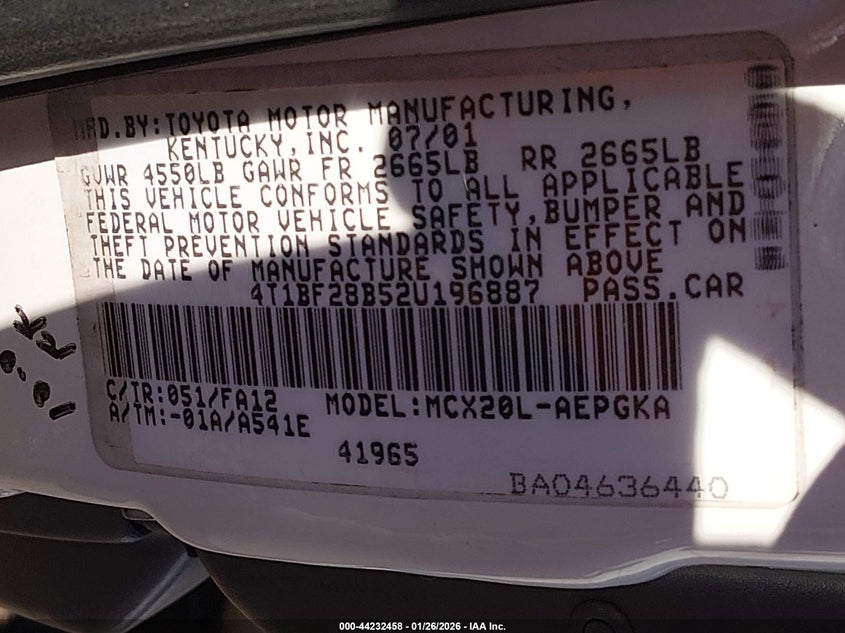 MFD.BY:TOYOTA MOTOR MANUFACTURING,
KENTUCKY,INC. 07/01
GVWR 4550LB GAWR FR 2665LB RR 2665LB
THIS VEHICLE CONFORMS TO ALL APPLICABLE
FEDERAL MOTOR VEHICLE SAFETY,BUMPER AND
THEFT PREVENTION STANDARDS IN EFFECT ON
THE DATE OF MANUFACTURE SHOWN ABOVE
4T1BF28B52U196887 PASS.CAR
C/TR:051/FA12 MODEL:MCX20L-AEPGKA
A/TM:-01A/A541E
41965
BA04636440
000-44232458 - 01/26/2026 - IAA Inc.